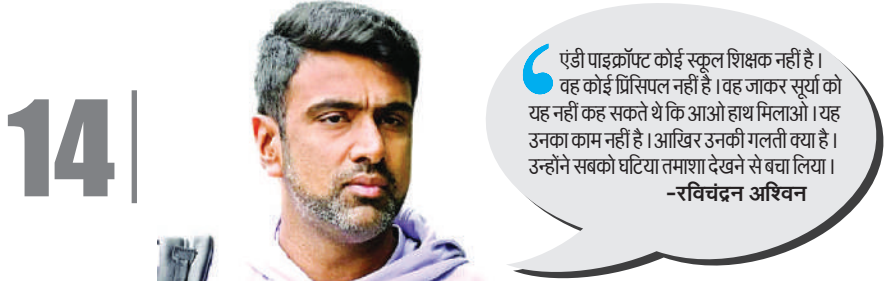 14
एंडी पाइक्रॉफ्ट कोई स्कूल शिक्षक नहीं है ।
वह कोई प्रिंसिपल नहीं है । वह जाकर सूर्या को
यह नहीं कह सकते थे कि आओ हाथ मिलाओ । यह
उनका काम नहीं है । आखिर उनकी गलती क्या है ।
उन्होंने सबको घटिया तमाशा देखने से बचा लिया ।
-रविचंद्रन अश्विन